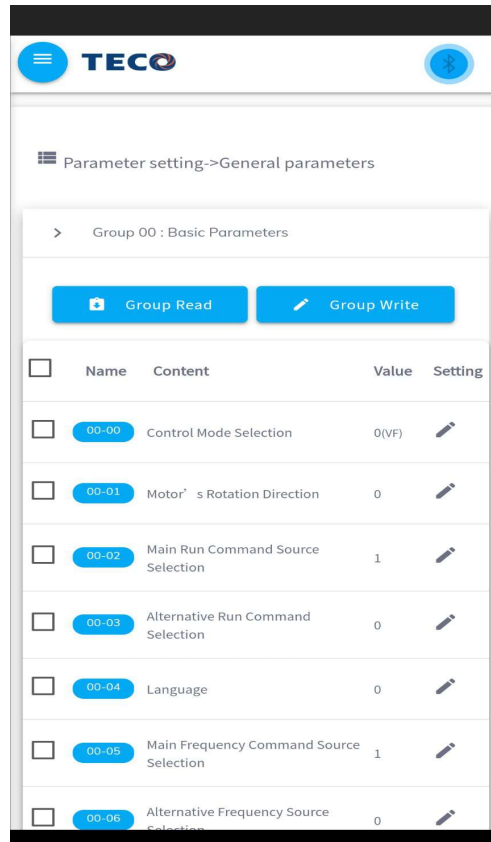 TECO
Parameter setting->General parameters
> Group 00 : Basic Parameters
Group Read Group Write
Name Content Value Setting
00-00 Control Mode Selection 0(VF)
00-01 Motor's Rotation Direction 0
00-02 Main Run Command Source
Selection 1
00-03 Alternative Run Command
Selection 0
00-04 Language 0
00-05 Main Frequency Command Source
Selection 1
00-06 Alternative Frequency Source
Selection 0